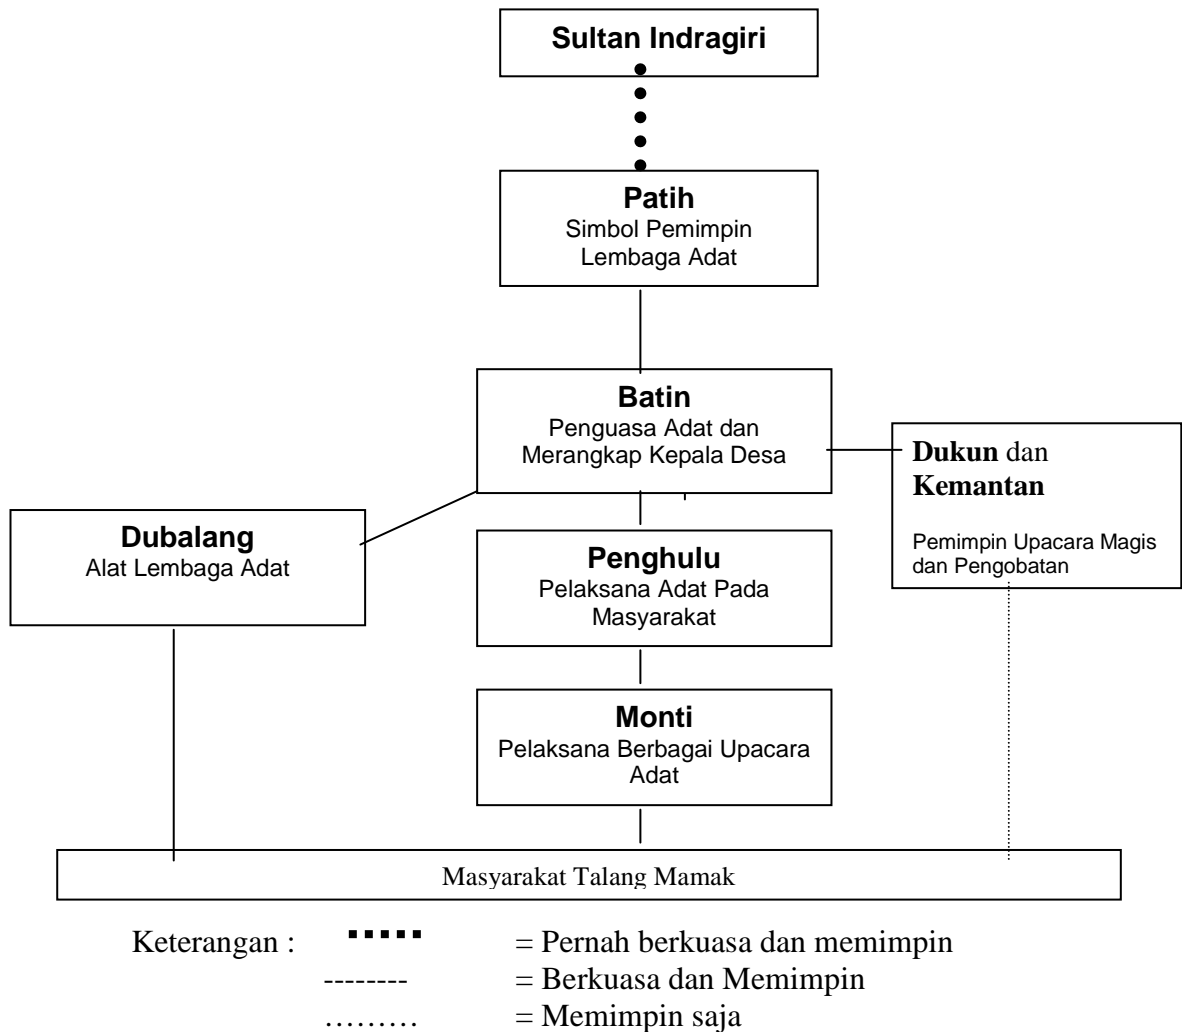 Sultan Indragiri
Patih
Simbol Pemimpin
Lembaga Adat
Batin
Penguasa Adat dan
Merangkap Kepala Desa
Dukun dan
Kemantan
Pemimpin Upacara Magis
dan Pengobatan
Dubalang
Alat Lembaga Adat
Penghulu
Pelaksana Adat Pada
Masyarakat
Monti
Pelaksana Berbagai Upacara
Adat
Masyarakat Talang Mamak
Keterangan :
= Pernah berkuasa dan memimpin
-------- = Berkuasa dan Memimpin
......... = Memimpin saja